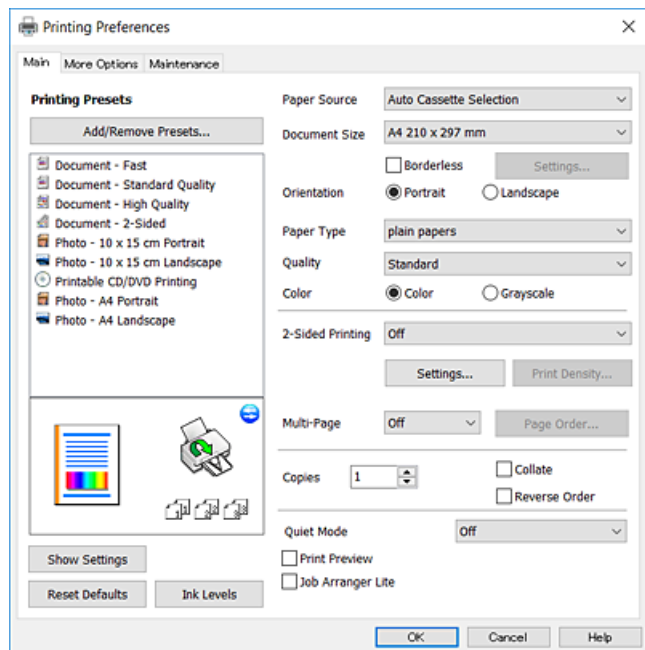 Printing Preferences
Main More Options Maintenance
Printing Presets
Add/Remove Presets...
Document - Fast
Document - Standard Quality
Document - High Quality
Document - 2-Sided
Photo - 10 x 15 cm Portrait
Photo - 10 x 15 cm Landscape
Printable CD/DVD Printing
Photo - A4 Portrait
Photo - A4 Landscape
Show Settings
Reset Defaults Ink Levels
Paper Source Auto Cassette Selection
Document Size A4 210 x 297 mm
Borderless Settings...
Orientation Portrait Landscape
Paper Type plain papers
Quality Standard
Color Color Grayscale
2-Sided Printing Off
Settings... Print Density...
Multi-Page Off Page Order...
Copies 1 Collate
Reverse Order
Quiet Mode Off
Print Preview
Job Arranger Lite
OK Cancel Help